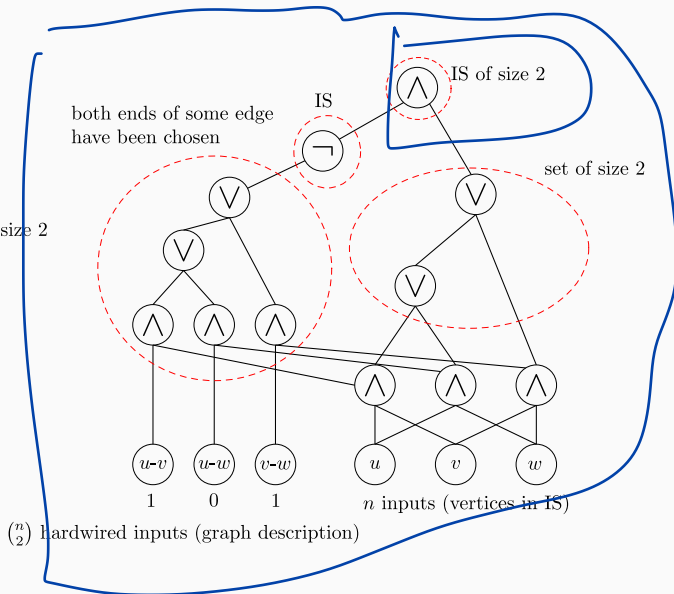 IS of size 2
∧
IS
both ends of some edge
have been chosen
¬
set of size 2
∨
∨
size 2
∨
∨
∧ ∧ ∧
∧ ∧ ∧
u-v u-w v-w u v w
1 0 1
n inputs (vertices in IS)
(n 2) hardwired inputs (graph description)